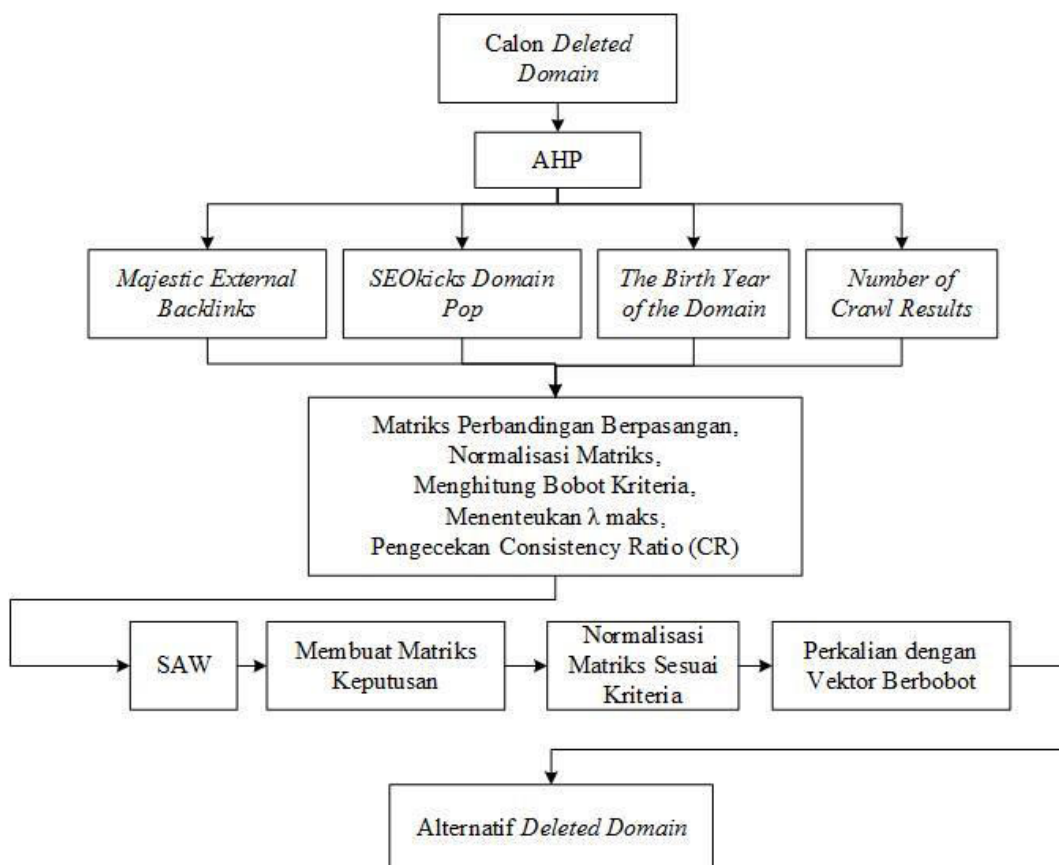 Calon Deleted
Domain
AHP
Majestic External
Backlinks
SEOkicks Domain
Pop
The Birth Year
of the Domain
Number of
Crawl Results
Matriks Perbandingan Berpasangan,
Normalisasi Matriks,
Menghitung Bobot Kriteria,
Menenteukan λ maks,
Pengecekan Consistency Ratio (CR)
SAW
Membuat Matriks
Keputusan
Normalisasi
Matriks Sesuai
Kriteria
Perkalian dengan
Vektor Berbobot
Alternatif Deleted Domain